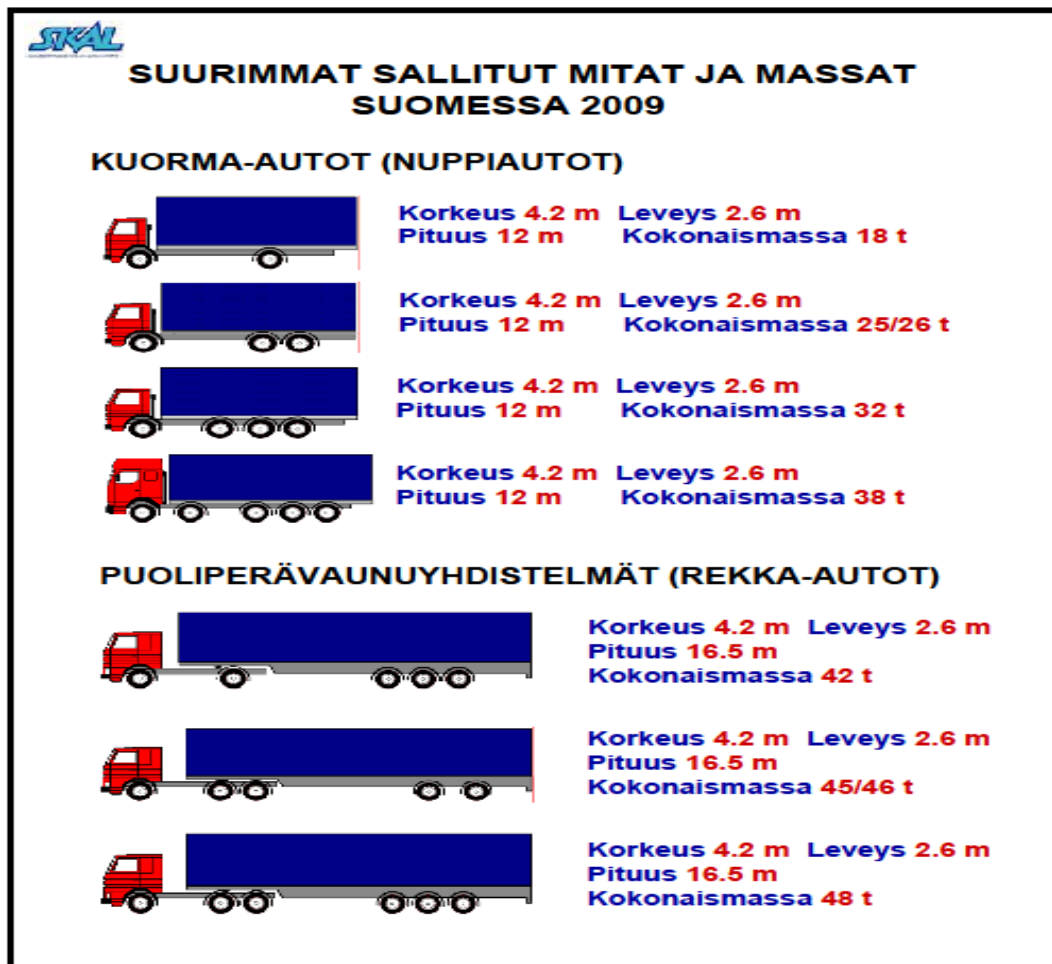 SKAL
SUURIMMAT SALLITUT MITAT JA MASSAT
SUOMESSA 2009
KUORMA-AUTOT (NUPPIAUTOT)
Korkeus 4.2 m Leveys 2.6 m
Pituus 12 m Kokonaismassa 18 t
Korkeus 4.2 m Leveys 2.6 m
Pituus 12 m Kokonaismassa 25/26 t
Korkeus 4.2 m Leveys 2.6 m
Pituus 12 m Kokonaismassa 32 t
Korkeus 4.2 m Leveys 2.6 m
Pituus 12 m Kokonaismassa 38 t
PUOLIPERÄVAUNUYHDISTELMÄT (REKKA-AUTOT)
Korkeus 4.2 m Leveys 2.6 m
Pituus 16.5 m
Kokonaismassa 42 t
Korkeus 4.2 m Leveys 2.6 m
Pituus 16.5 m
Kokonaismassa 45/46 t
Korkeus 4.2 m Leveys 2.6 m
Pituus 16.5 m
Kokonaismassa 48 t